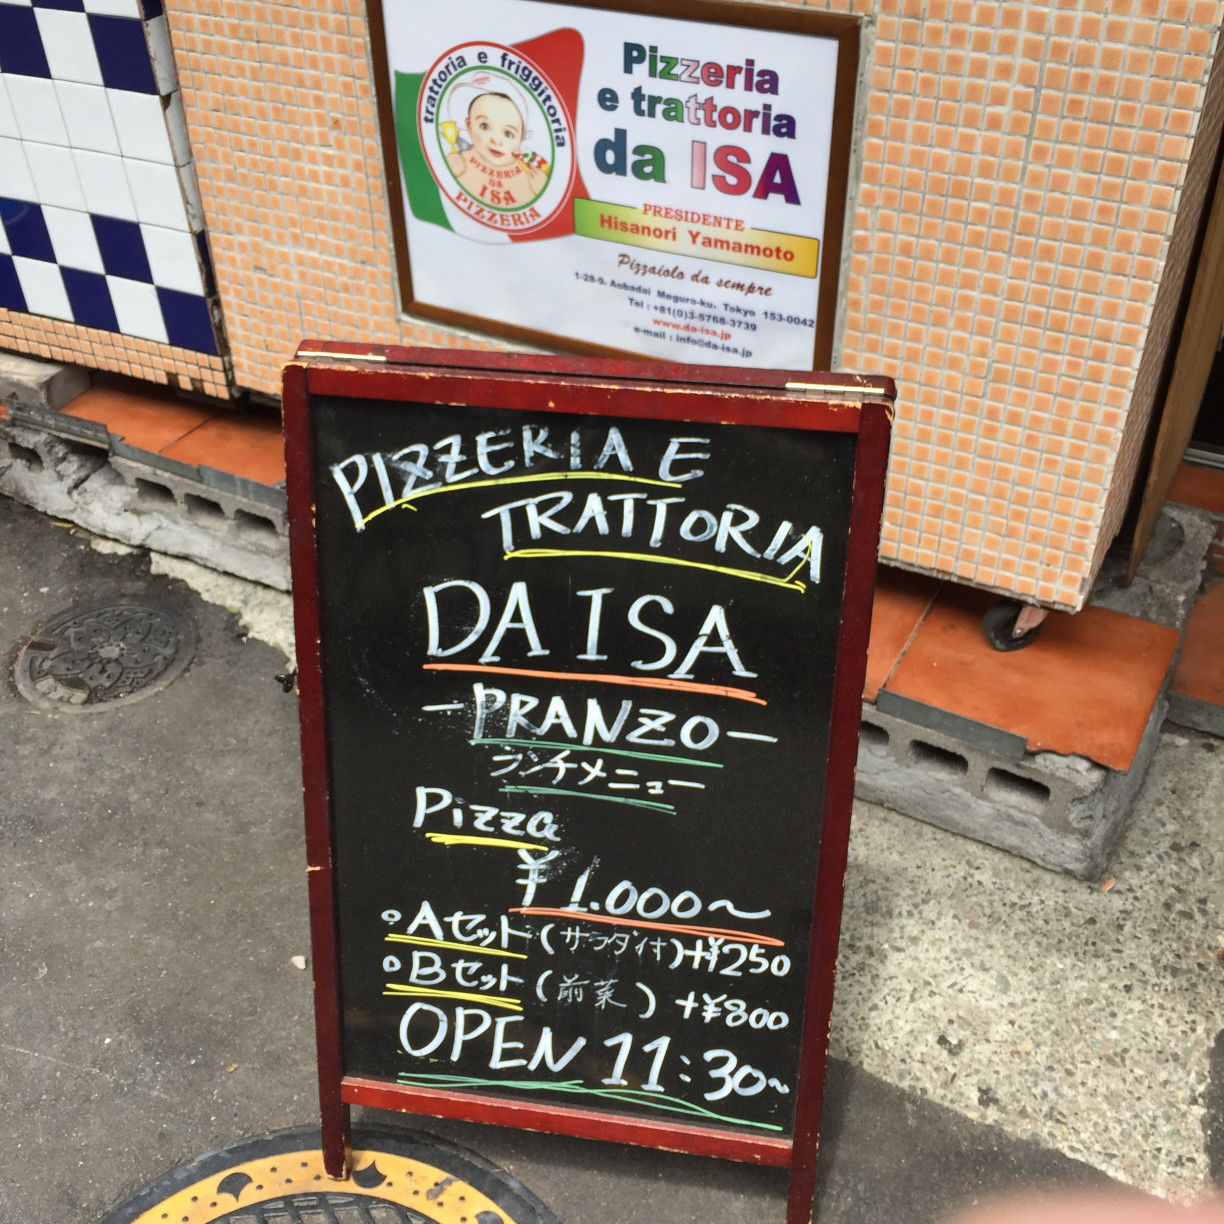 trattoria e friggitoria
PIZZERIA
DA
ISA
PIZZERIA
Pizzeria
e trattoria
da ISA
PRESIDENTE
Hisanori Yamamoto
Pizzaiolo da sempre
1-28-9, Aobadai Meguro-ku, Tokyo 153-0042
Tel : +81(0)3-5768-3739
www.da-isa.jp
e-mail : info@da-isa.jp
PIZZERIA E
TRATTORIA
DA ISA
-PRANZO-
ランチメニュー
Pizza
¥1.000〜
◦Aセット(サラダ付)+¥250
◦Bセット(前菜)+¥800
OPEN 11:30〜